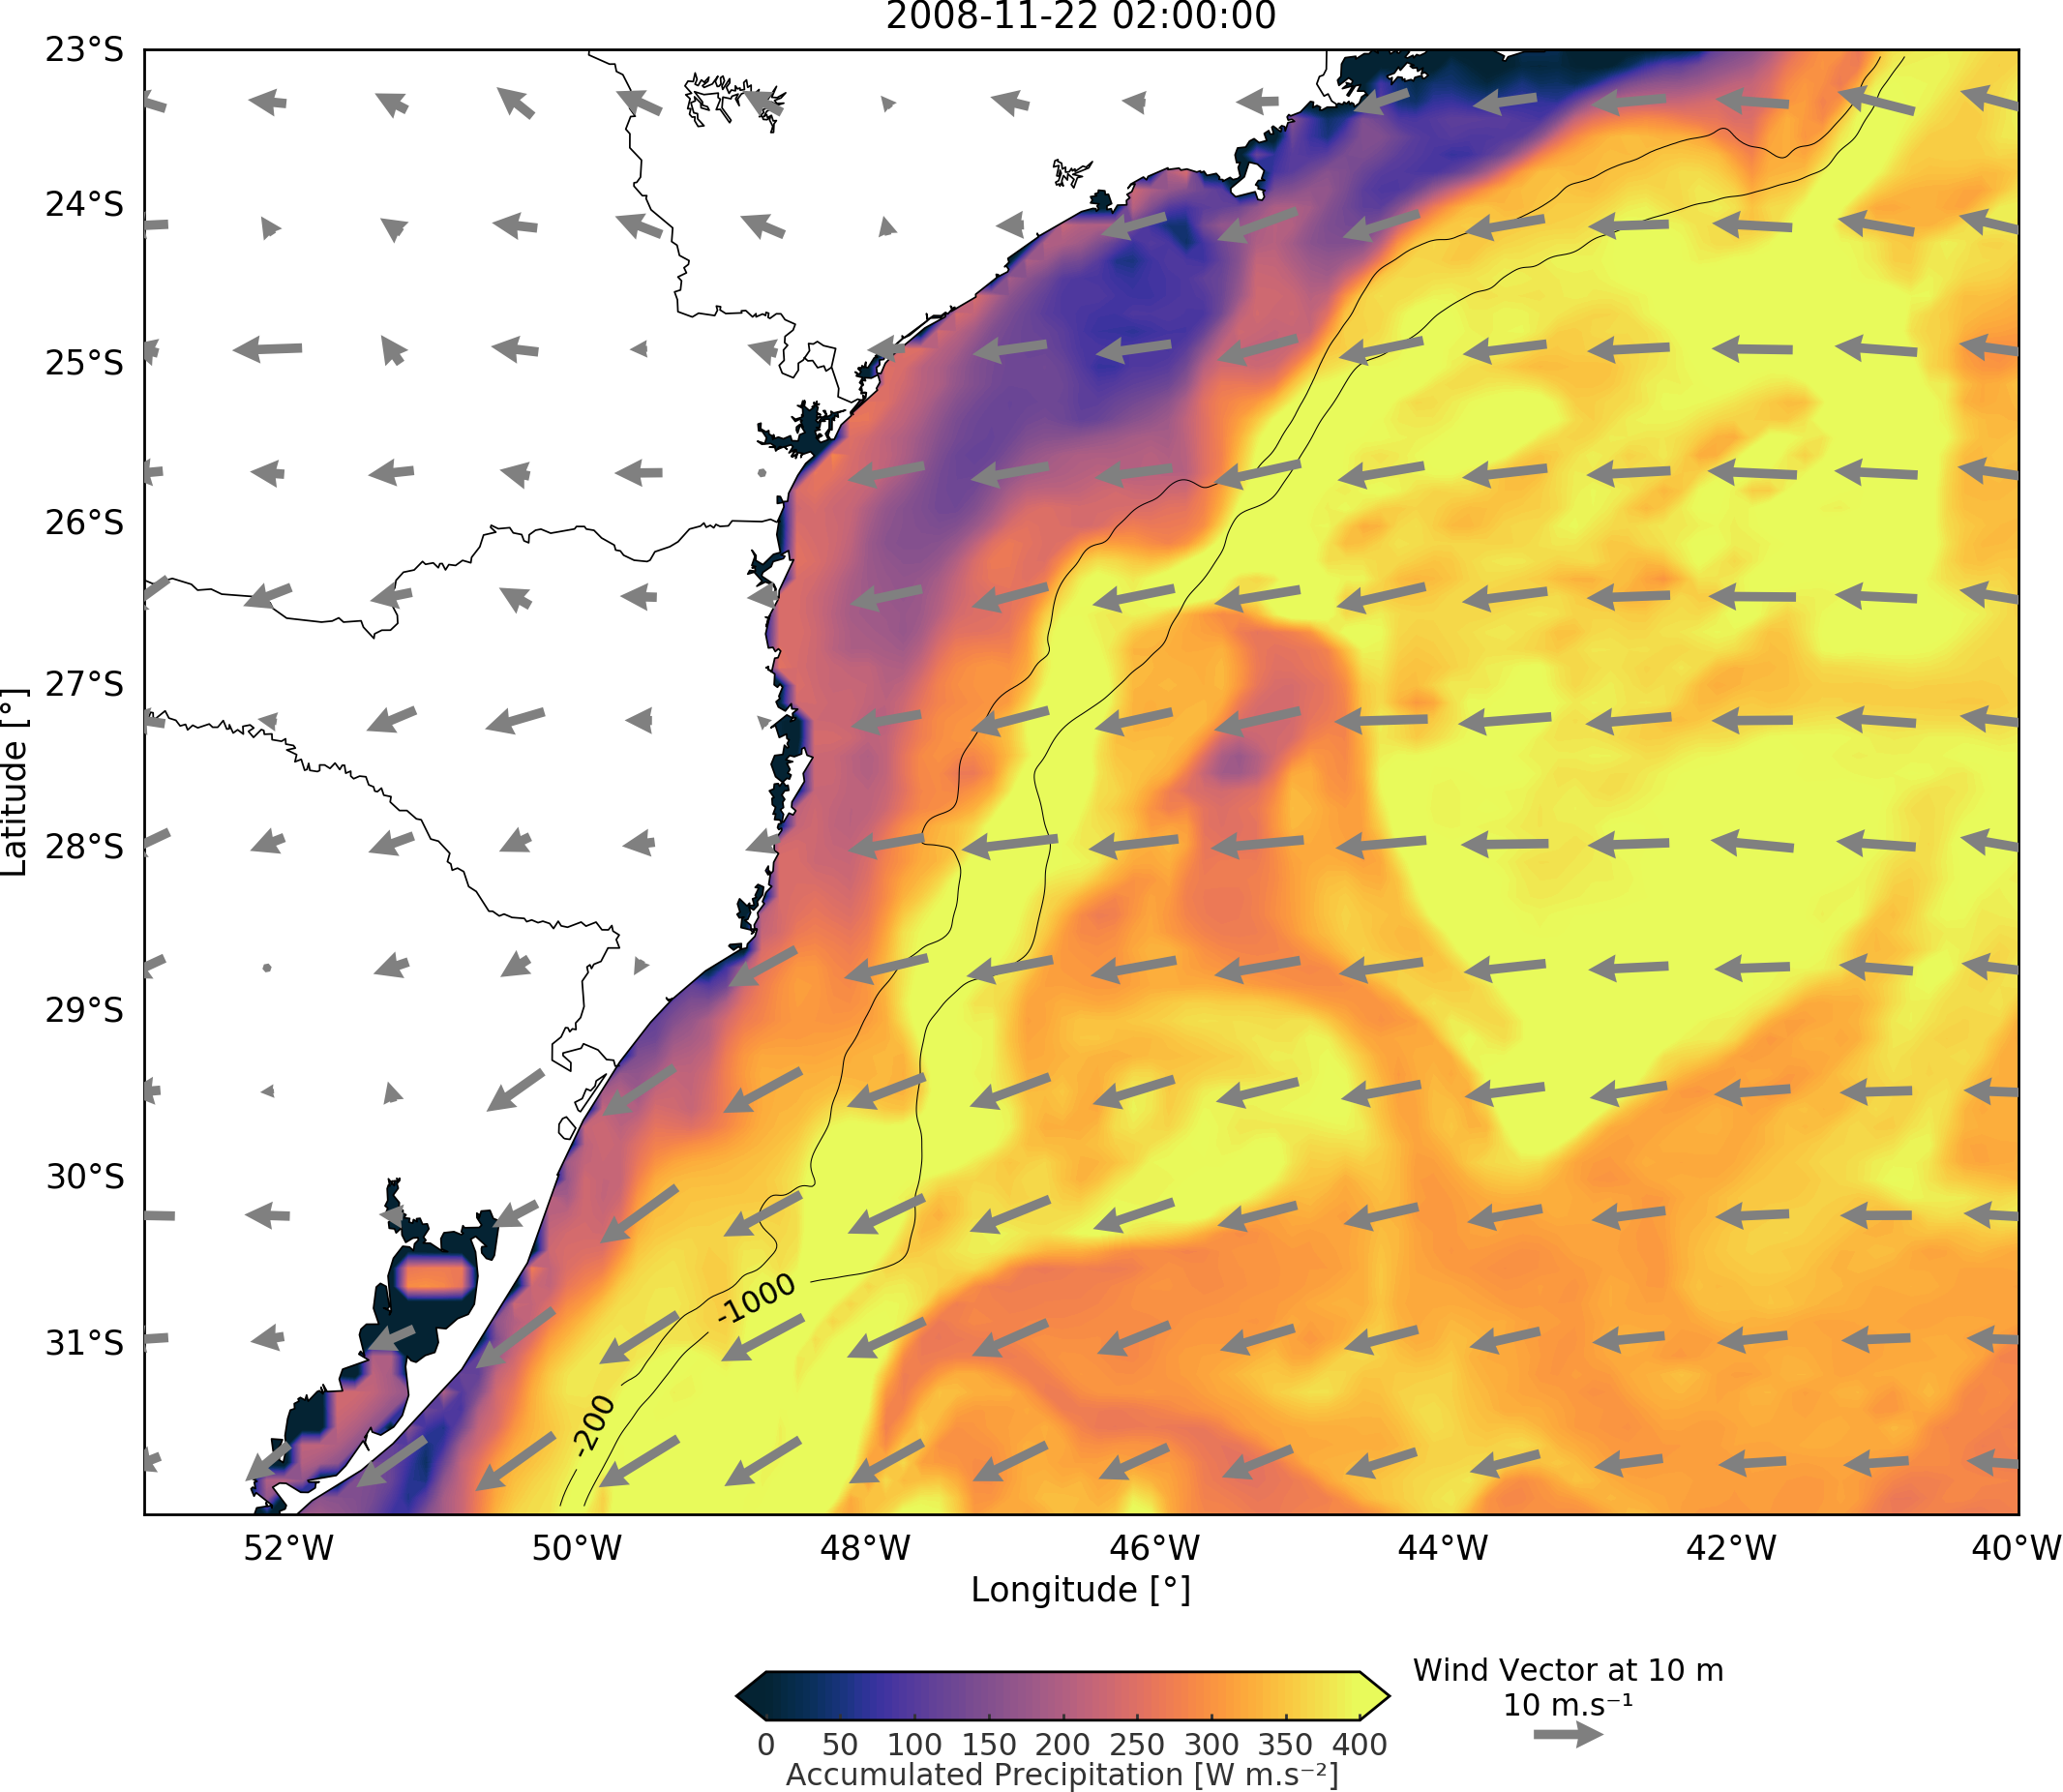 2008-11-22 02:00:00
23°S
24°S
25°S
26°S
27°S
28°S
29°S
30°S
31°S
Latitude [°]
-1000
-200
52°W 50°W 48°W 46°W 44°W 42°W 40°W
Longitude [°]
Wind Vector at 10 m
10 m.s⁻¹
0 50 100 150 200 250 300 350 400
Accumulated Precipitation [W m.s⁻²]